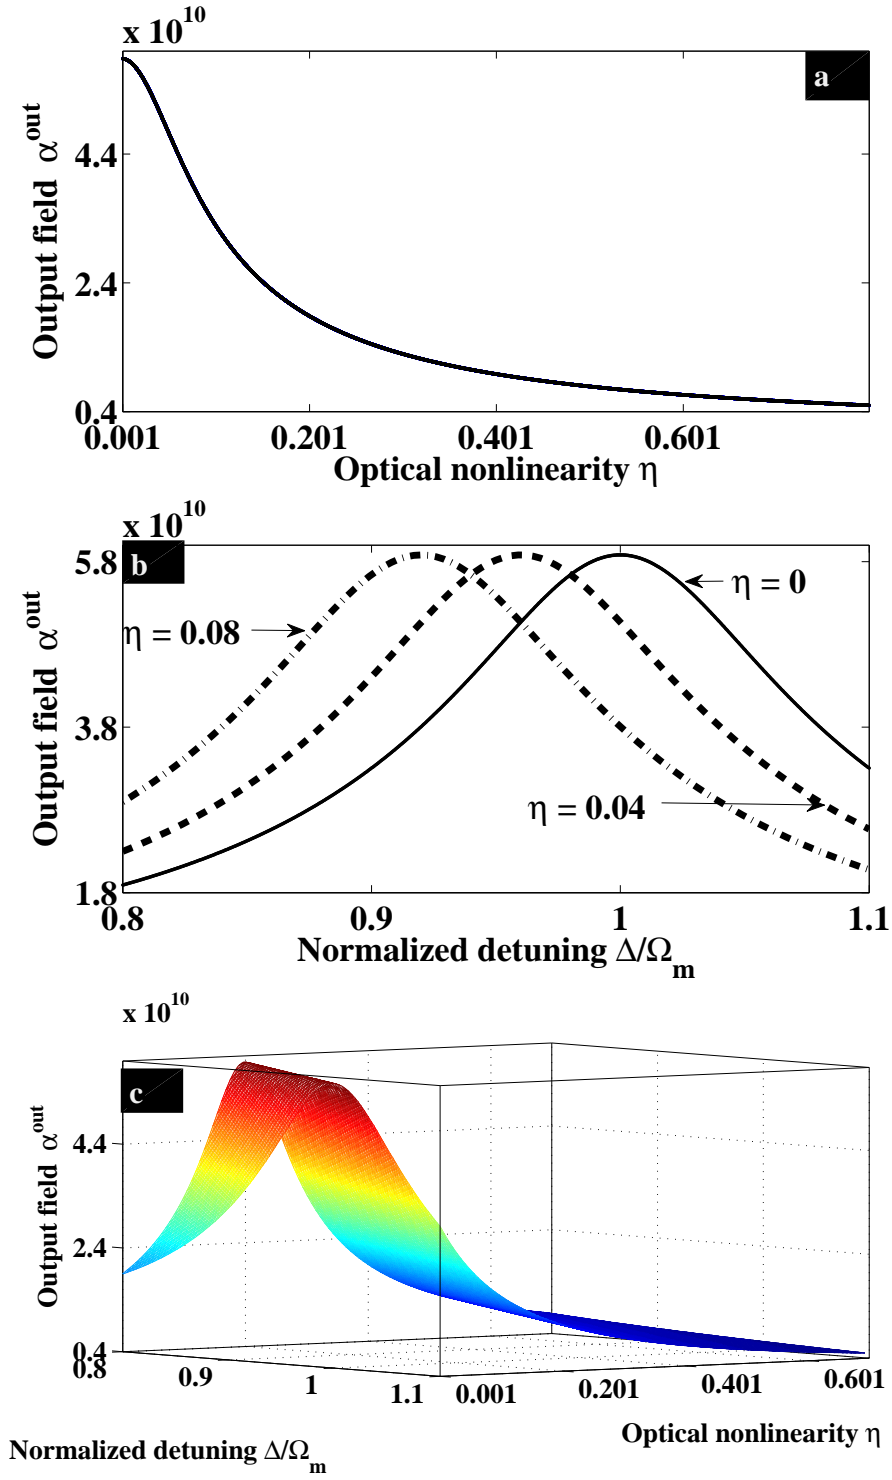 x 10^10
a
Output field α^out
4.4
2.4
0.4
0.001 0.201 0.401 0.601
Optical nonlinearity η
x 10^10
b
Output field α^out
5.8
3.8
1.8
η = 0
η = 0.08
η = 0.04
0.8 0.9 1 1.1
Normalized detuning Δ/Ω_m
x 10^10
c
Output field α^out
4.4
2.4
0.4
0.8 0.9 1 1.1
0.001 0.201 0.401 0.601
Optical nonlinearity η
Normalized detuning Δ/Ω_m